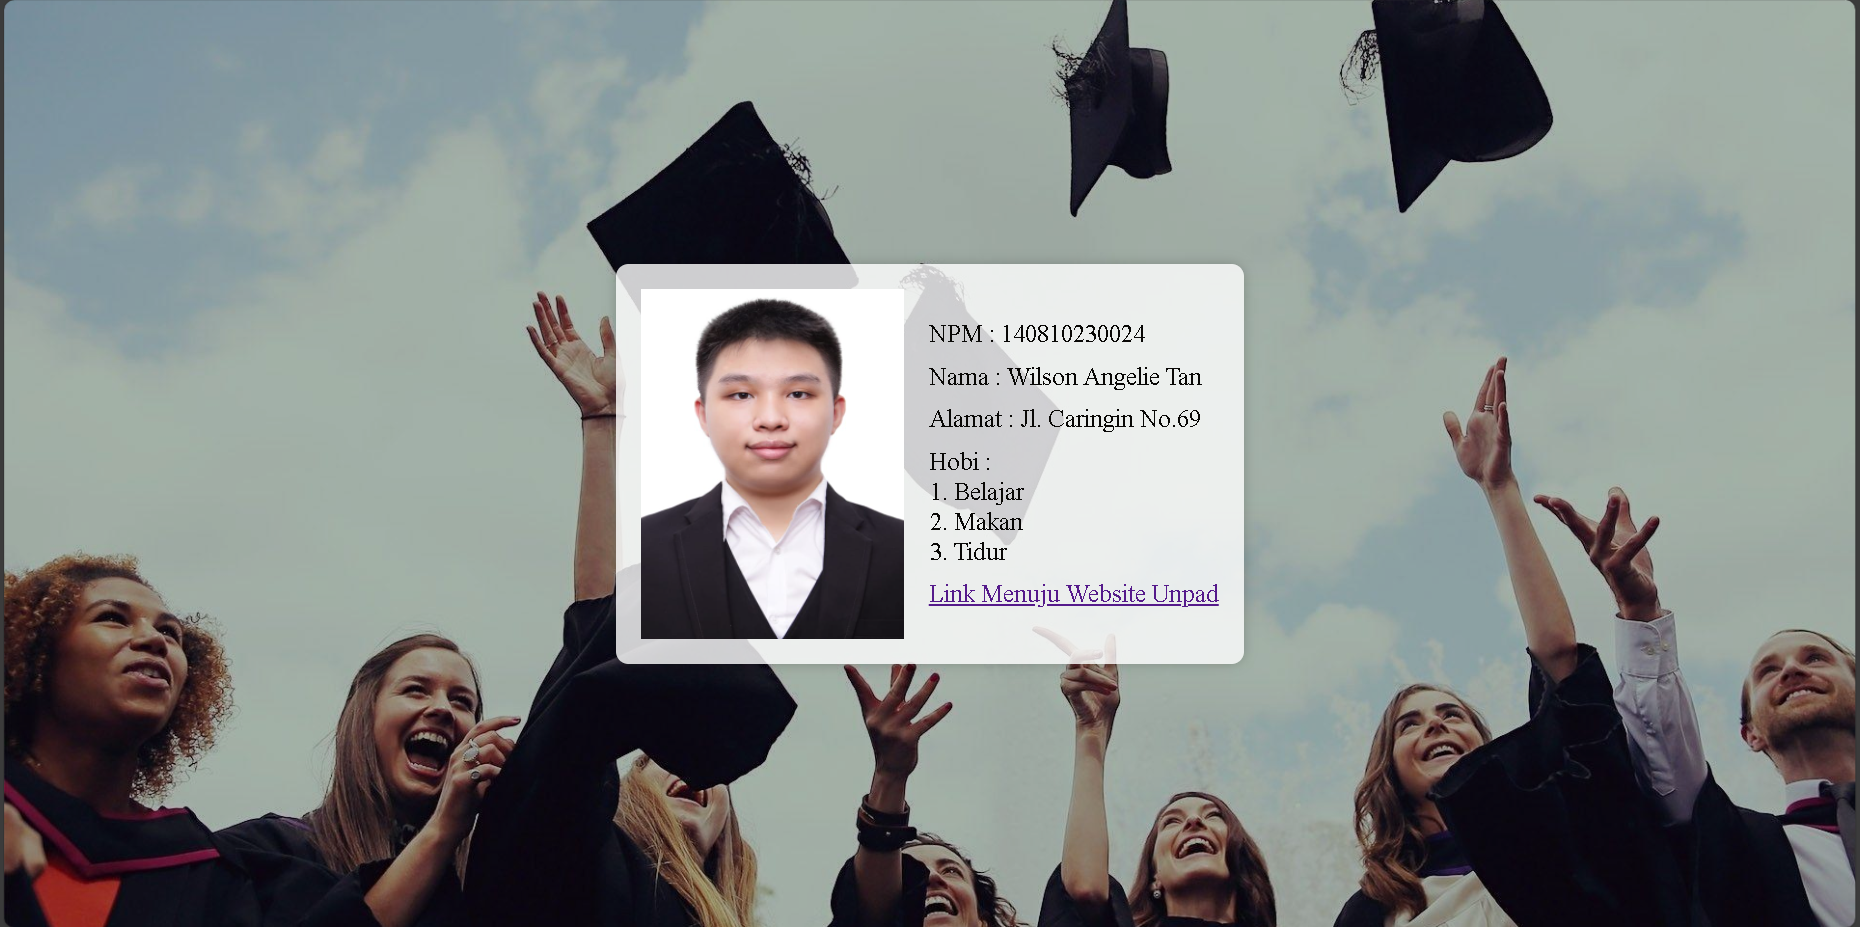 NPM : 140810230024
Nama : Wilson Angelie Tan
Alamat : Jl. Caringin No.69
Hobi :
1. Belajar
2. Makan
3. Tidur
Link Menuju Website Unpad